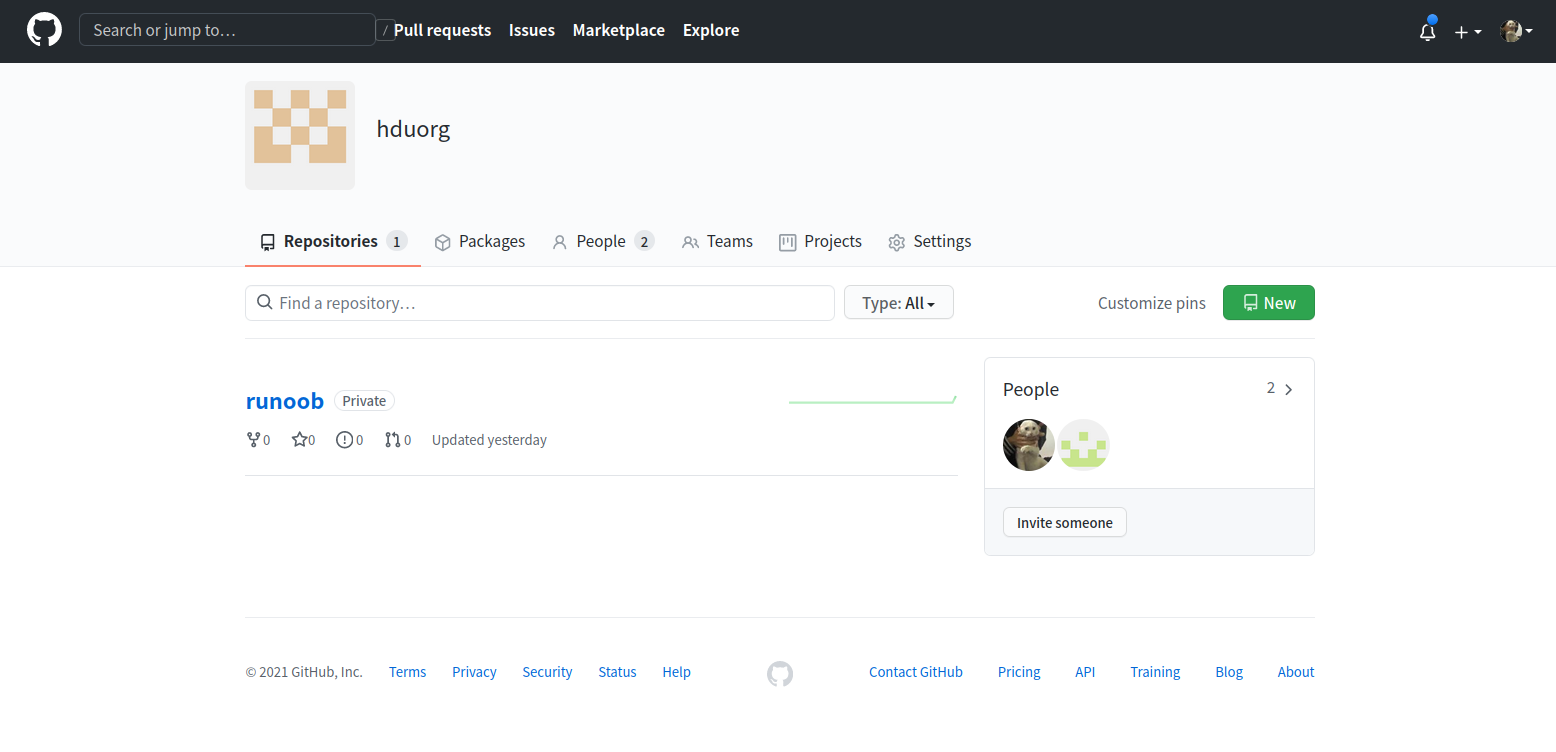 Search or jump to… / Pull requests Issues Marketplace Explore
hduorg
Repositories 1 Packages People 2 Teams Projects Settings
Find a repository… Type: All Customize pins New
runoob Private
0 0 0 0 Updated yesterday
People 2
Invite someone
© 2021 GitHub, Inc. Terms Privacy Security Status Help Contact GitHub Pricing API Training Blog About